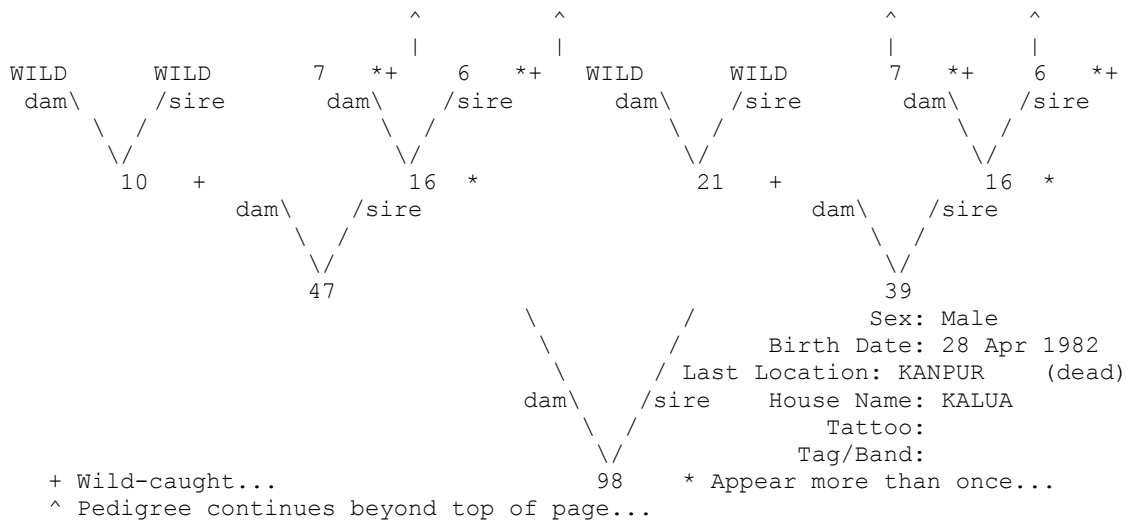 ^ ^ ^ ^
| | | |
WILD WILD 7 *+ 6 *+ WILD WILD 7 *+ 6 *+
dam\ /sire dam\ /sire dam\ /sire dam\ /sire
\ / \ / \ / \ /
\/ \/ \/ \/
10 + 16 * 21 + 16 *
dam\ /sire dam\ /sire
\ / \ /
\/ \/
47 39
\ / Sex: Male
\ / Birth Date: 28 Apr 1982
\ / Last Location: KANPUR (dead)
dam\ /sire House Name: KALUA
\ / Tattoo:
\/ Tag/Band:
+ Wild-caught... 98 * Appear more than once...
^ Pedigree continues beyond top of page...